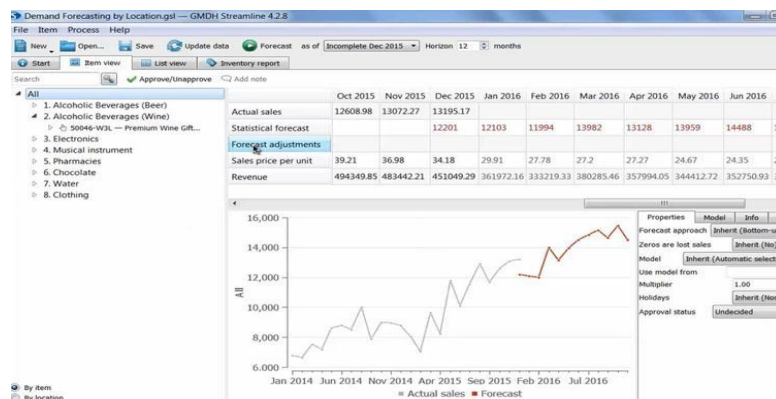 Demand Forecasting by Location.gsl — GMDH Streamline 4.2.8
File Item Process Help
New Open... Save Update data Forecast as of Incomplete Dec 2015 Horizon 12 months
Start Item view List view Inventory report
Search Approve/Unapprove Add note
All
1. Alcoholic Beverages (Beer)
2. Alcoholic Beverages (Wine)
50046-W3L — Premium Wine Gift...
3. Electronics
4. Musical instrument
5. Pharmacies
6. Chocolate
7. Water
8. Clothing
By item
By location
Oct 2015 Nov 2015 Dec 2015 Jan 2016 Feb 2016 Mar 2016 Apr 2016 May 2016 Jun 2016
Actual sales 12608.98 13072.27 13195.17
Statistical forecast 12201 12103 11994 13982 13128 13959 14488
Forecast adjustments
Sales price per unit 39.21 36.98 34.18 29.91 27.78 27.2 27.27 24.67 24.35
Revenue 494349.85 483442.21 451049.29 361972.16 333219.33 380285.46 357994.05 344412.72 352750.93
16,000
14,000
12,000
10,000
8,000
6,000
All
Jan 2014 Jun 2014 Nov 2014 Apr 2015 Sep 2015 Feb 2016 Jul 2016
Actual sales Forecast
Properties Model Info
Forecast approach Inherit (Bottom-u
Zeros are lost sales Inherit (No)
Model Inherit (Automatic select
Use model from
Multiplier 1.00
Holidays Inherit (Non
Approval status Undecided